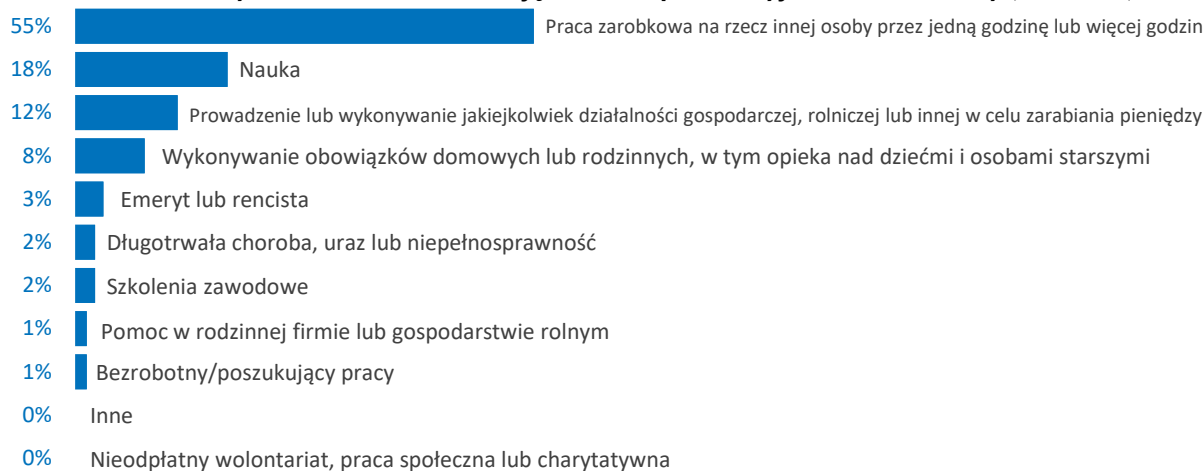 55% Praca zarobkowa na rzecz innej osoby przez jedną godzinę lub więcej godzin
18% Nauka
12% Prowadzenie lub wykonywanie jakiejkolwiek działalności gospodarczej, rolniczej lub innej w celu zarabiania pieniędzy
8% Wykonywanie obowiązków domowych lub rodzinnych, w tym opieka nad dziećmi i osobami starszymi
3% Emeryt lub rencista
2% Długotrwała choroba, uraz lub niepełnosprawność
2% Szkolenia zawodowe
1% Pomoc w rodzinnej firmie lub gospodarstwie rolnym
1% Bezrobotny/poszukujący pracy
0% Inne
0% Nieodpłatny wolontariat, praca społeczna lub charytatywna